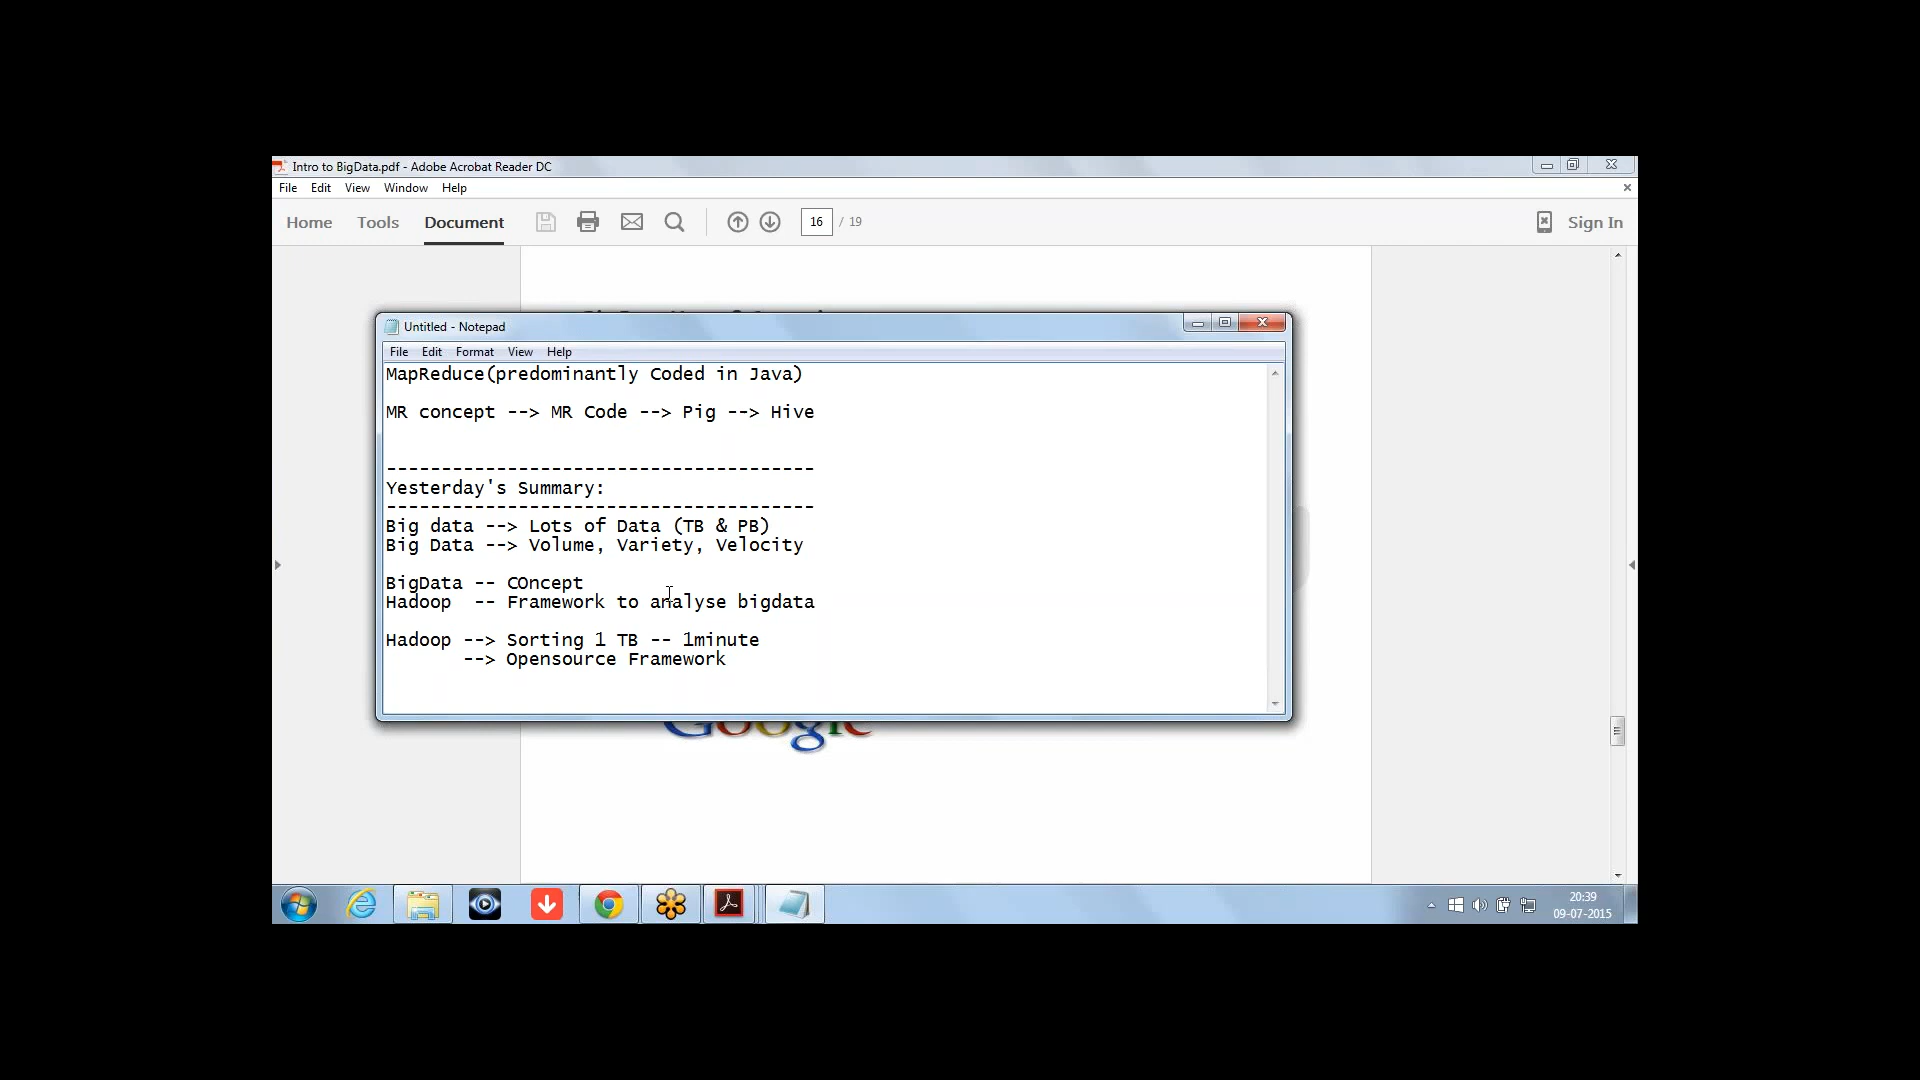 Intro to BigData.pdf - Adobe Acrobat Reader DC
File Edit View Window Help
Home Tools Document 16 / 19 Sign In
Untitled - Notepad
File Edit Format View Help
MapReduce(predominantly Coded in Java)
MR concept --> MR Code --> Pig --> Hive
---------------------------------------
Yesterday's Summary:
---------------------------------------
Big data --> Lots of Data (TB & PB)
Big Data --> Volume, Variety, Velocity
BigData -- COncept
Hadoop  -- Framework to analyse bigdata
Hadoop --> Sorting 1 TB -- 1minute
--> Opensource Framework
Google
20:39
09-07-2015